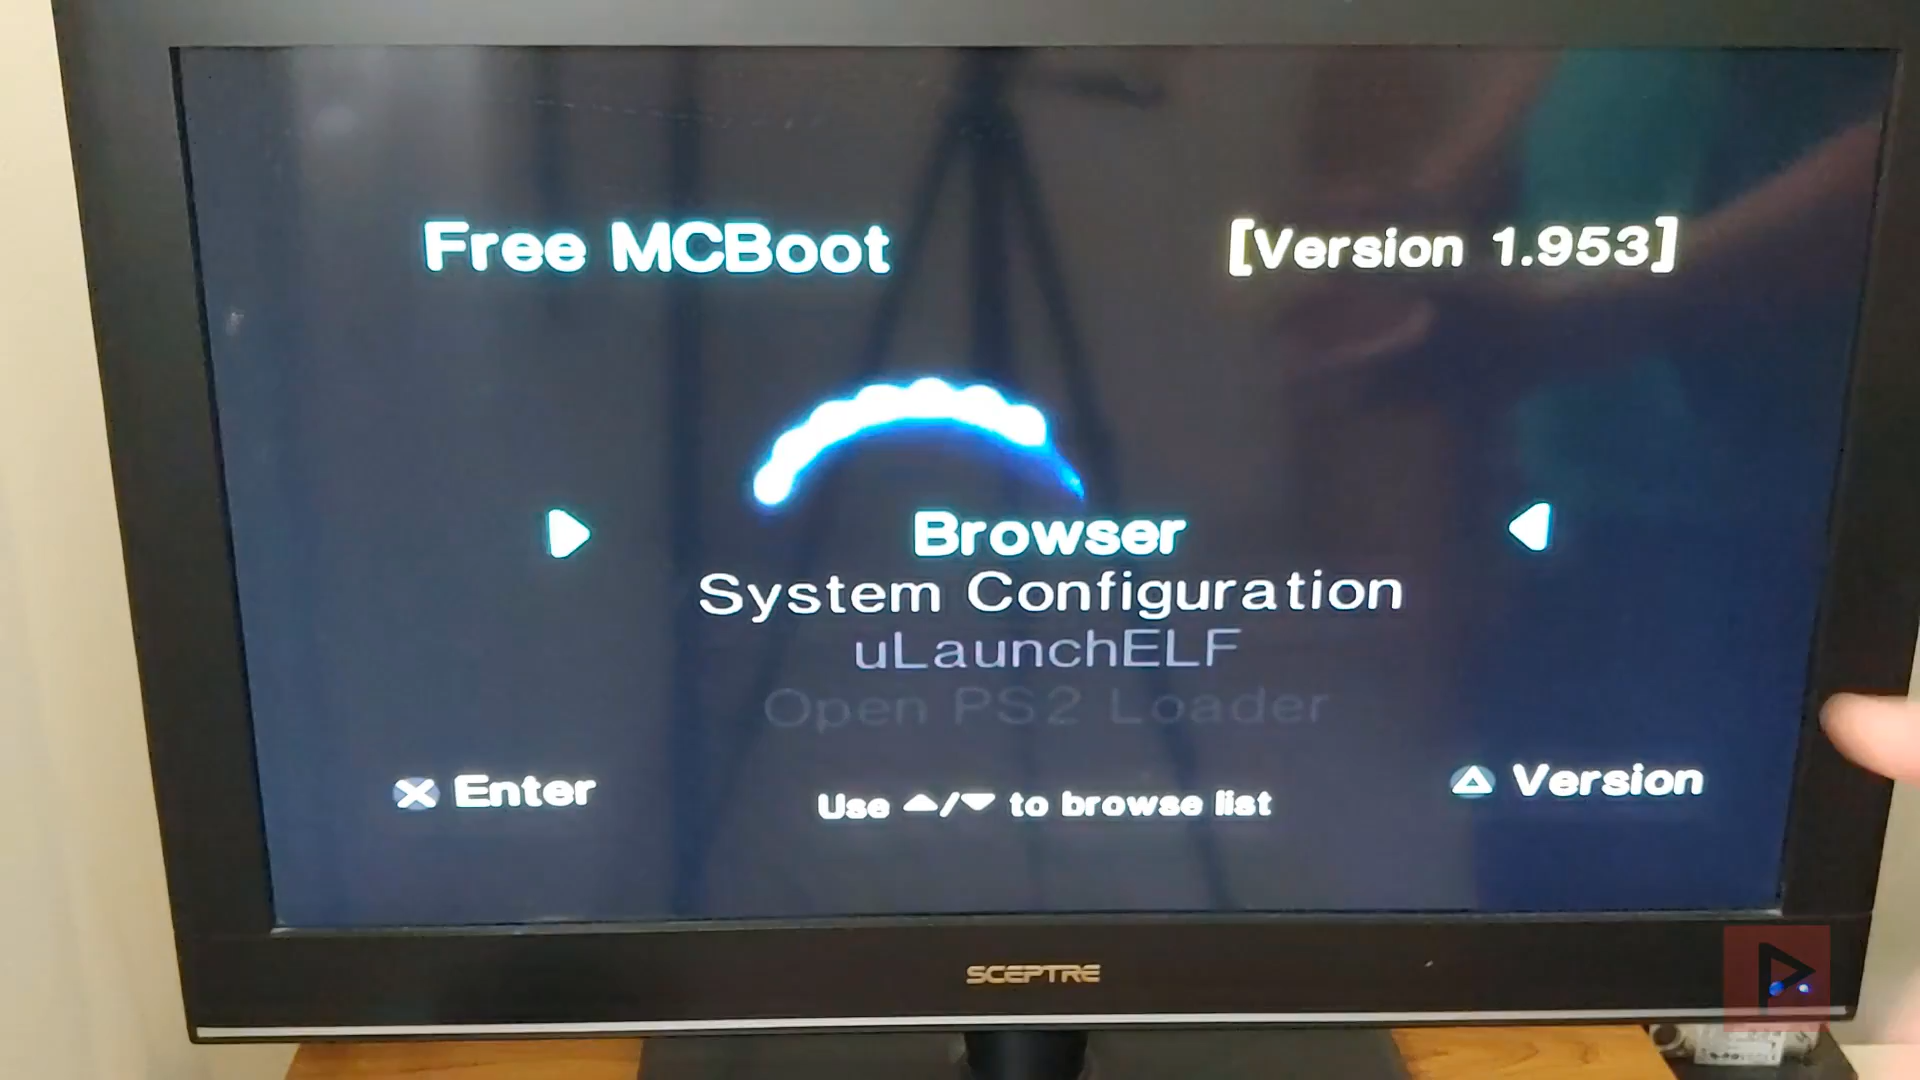 Free MCBoot
[Version 1.953]
Browser
System Configuration
uLaunchELF
Open PS2 Loader
Enter
Use ▲/▼ to browse list
Version
SCEPTRE